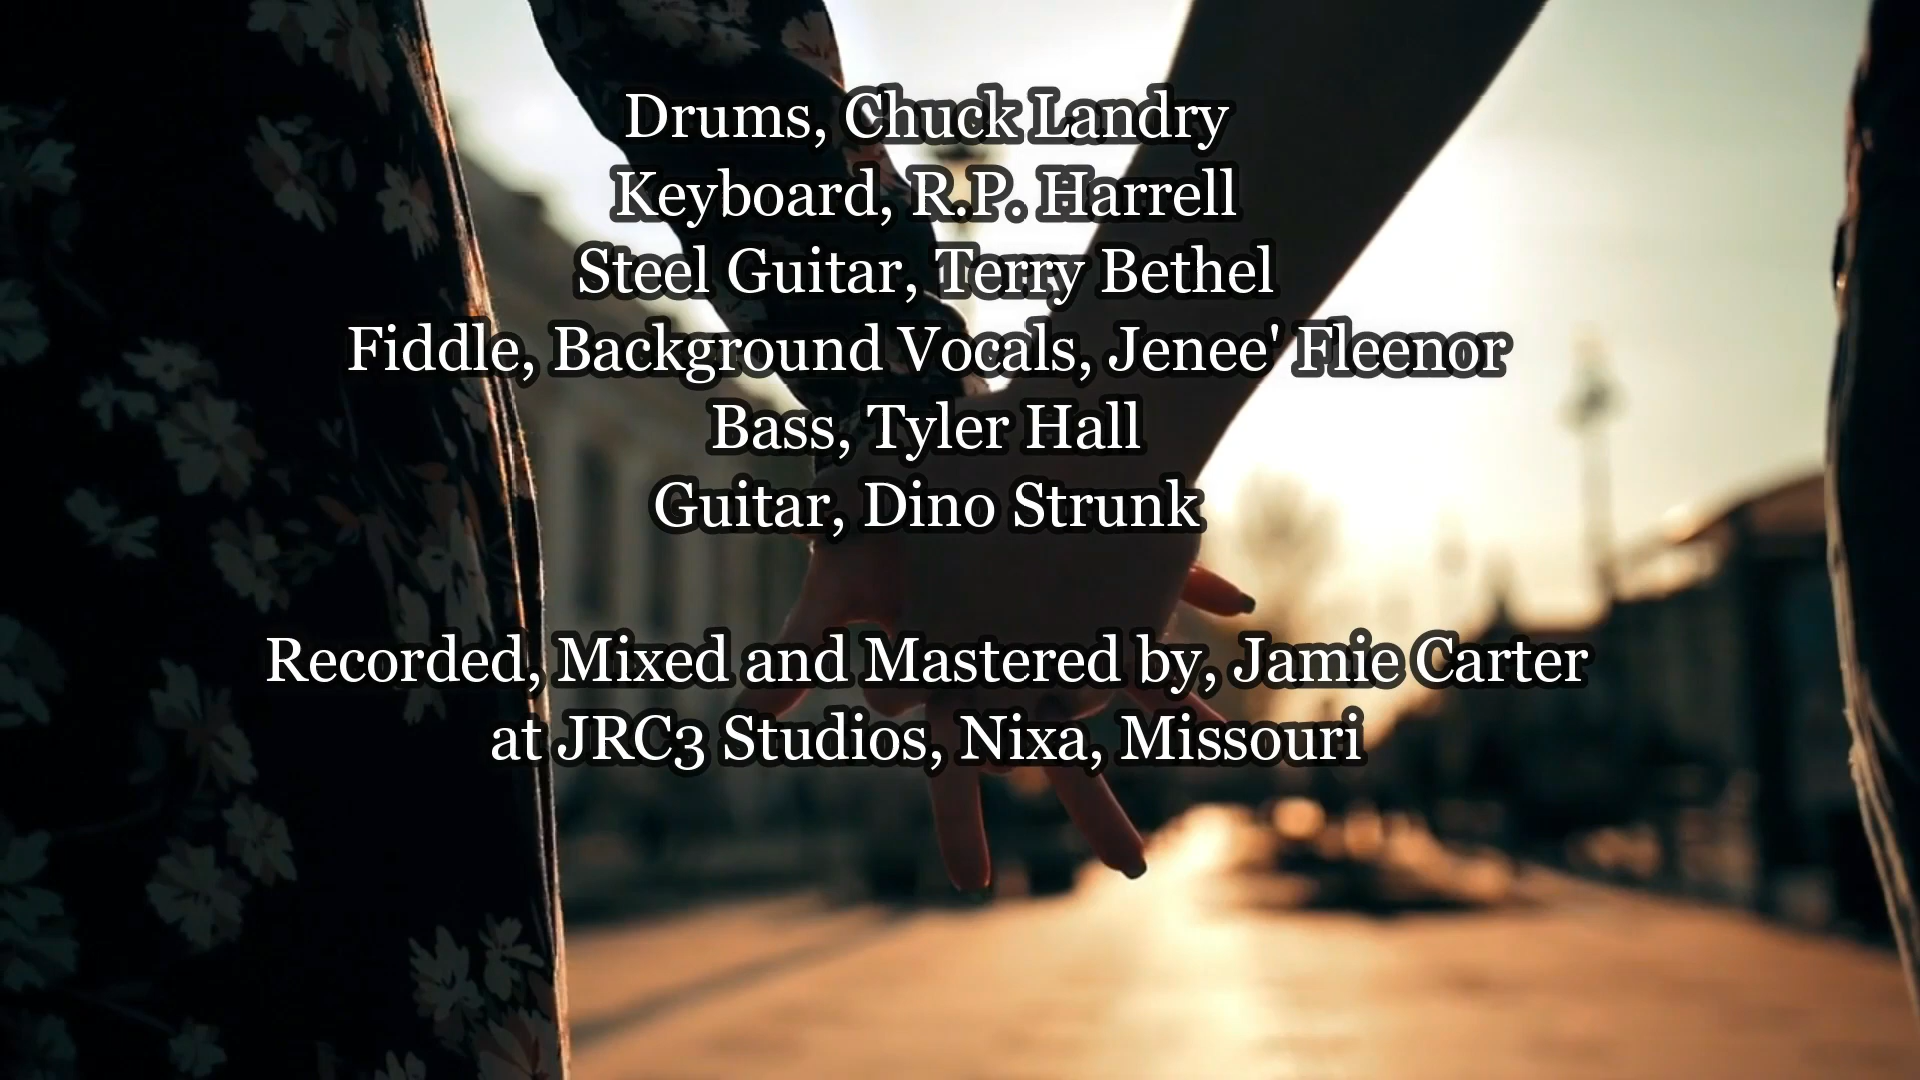 Drums, Chuck Landry
Keyboard, R.P. Harrell
Steel Guitar, Terry Bethel
Fiddle, Background Vocals, Jenee' Fleenor
Bass, Tyler Hall
Guitar, Dino Strunk
Recorded, Mixed and Mastered by, Jamie Carter
at JRC3 Studios, Nixa, Missouri